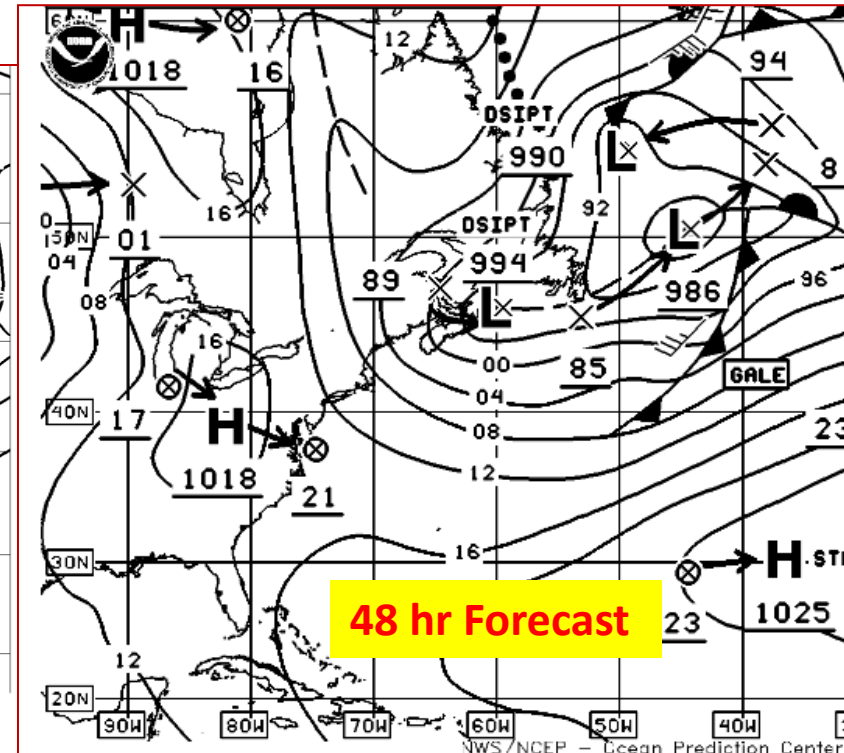 H
1018
16
12
94
DSIPT
990
L
8
16
50N
01
92
04
DSIPT
994
L
89
L
986
96
08
16
85
00
GALE
04
40N
17
H
08
23
1018
21
12
30N
16
H
.ST
1025
48 hr Forecast
23
12
20N
90W
80W
70W
60W
50W
40W
NWS/NCEP – Ocean Prediction Center